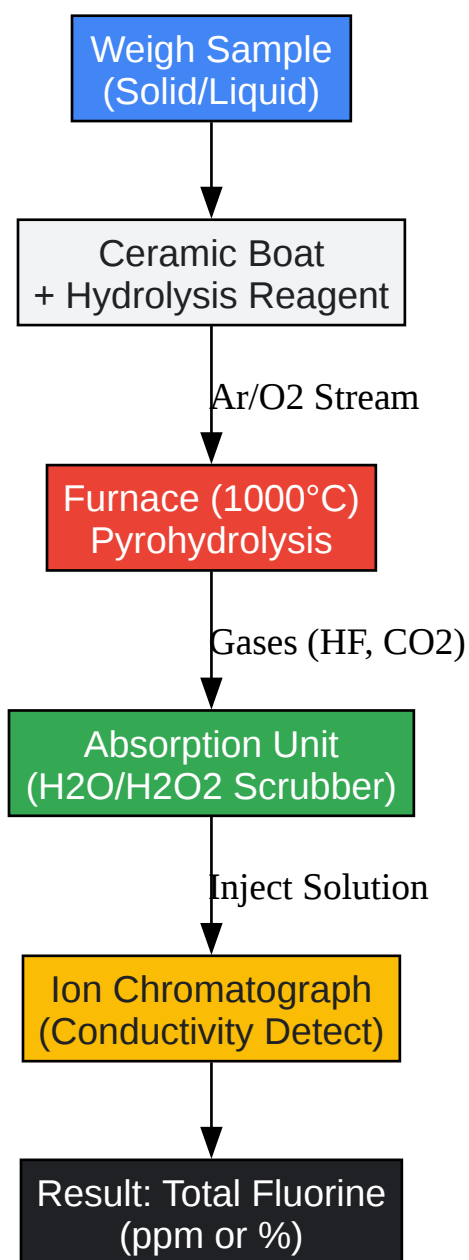 Weigh Sample
(Solid/Liquid)
Ceramic Boat
+ Hydrolysis Reagent
Ar/O2 Stream
Furnace (1000°C)
Pyrohydrolysis
Gases (HF, CO2)
Absorption Unit
(H2O/H2O2 Scrubber)
Inject Solution
Ion Chromatograph
(Conductivity Detect)
Result: Total Fluorine
(ppm or %)